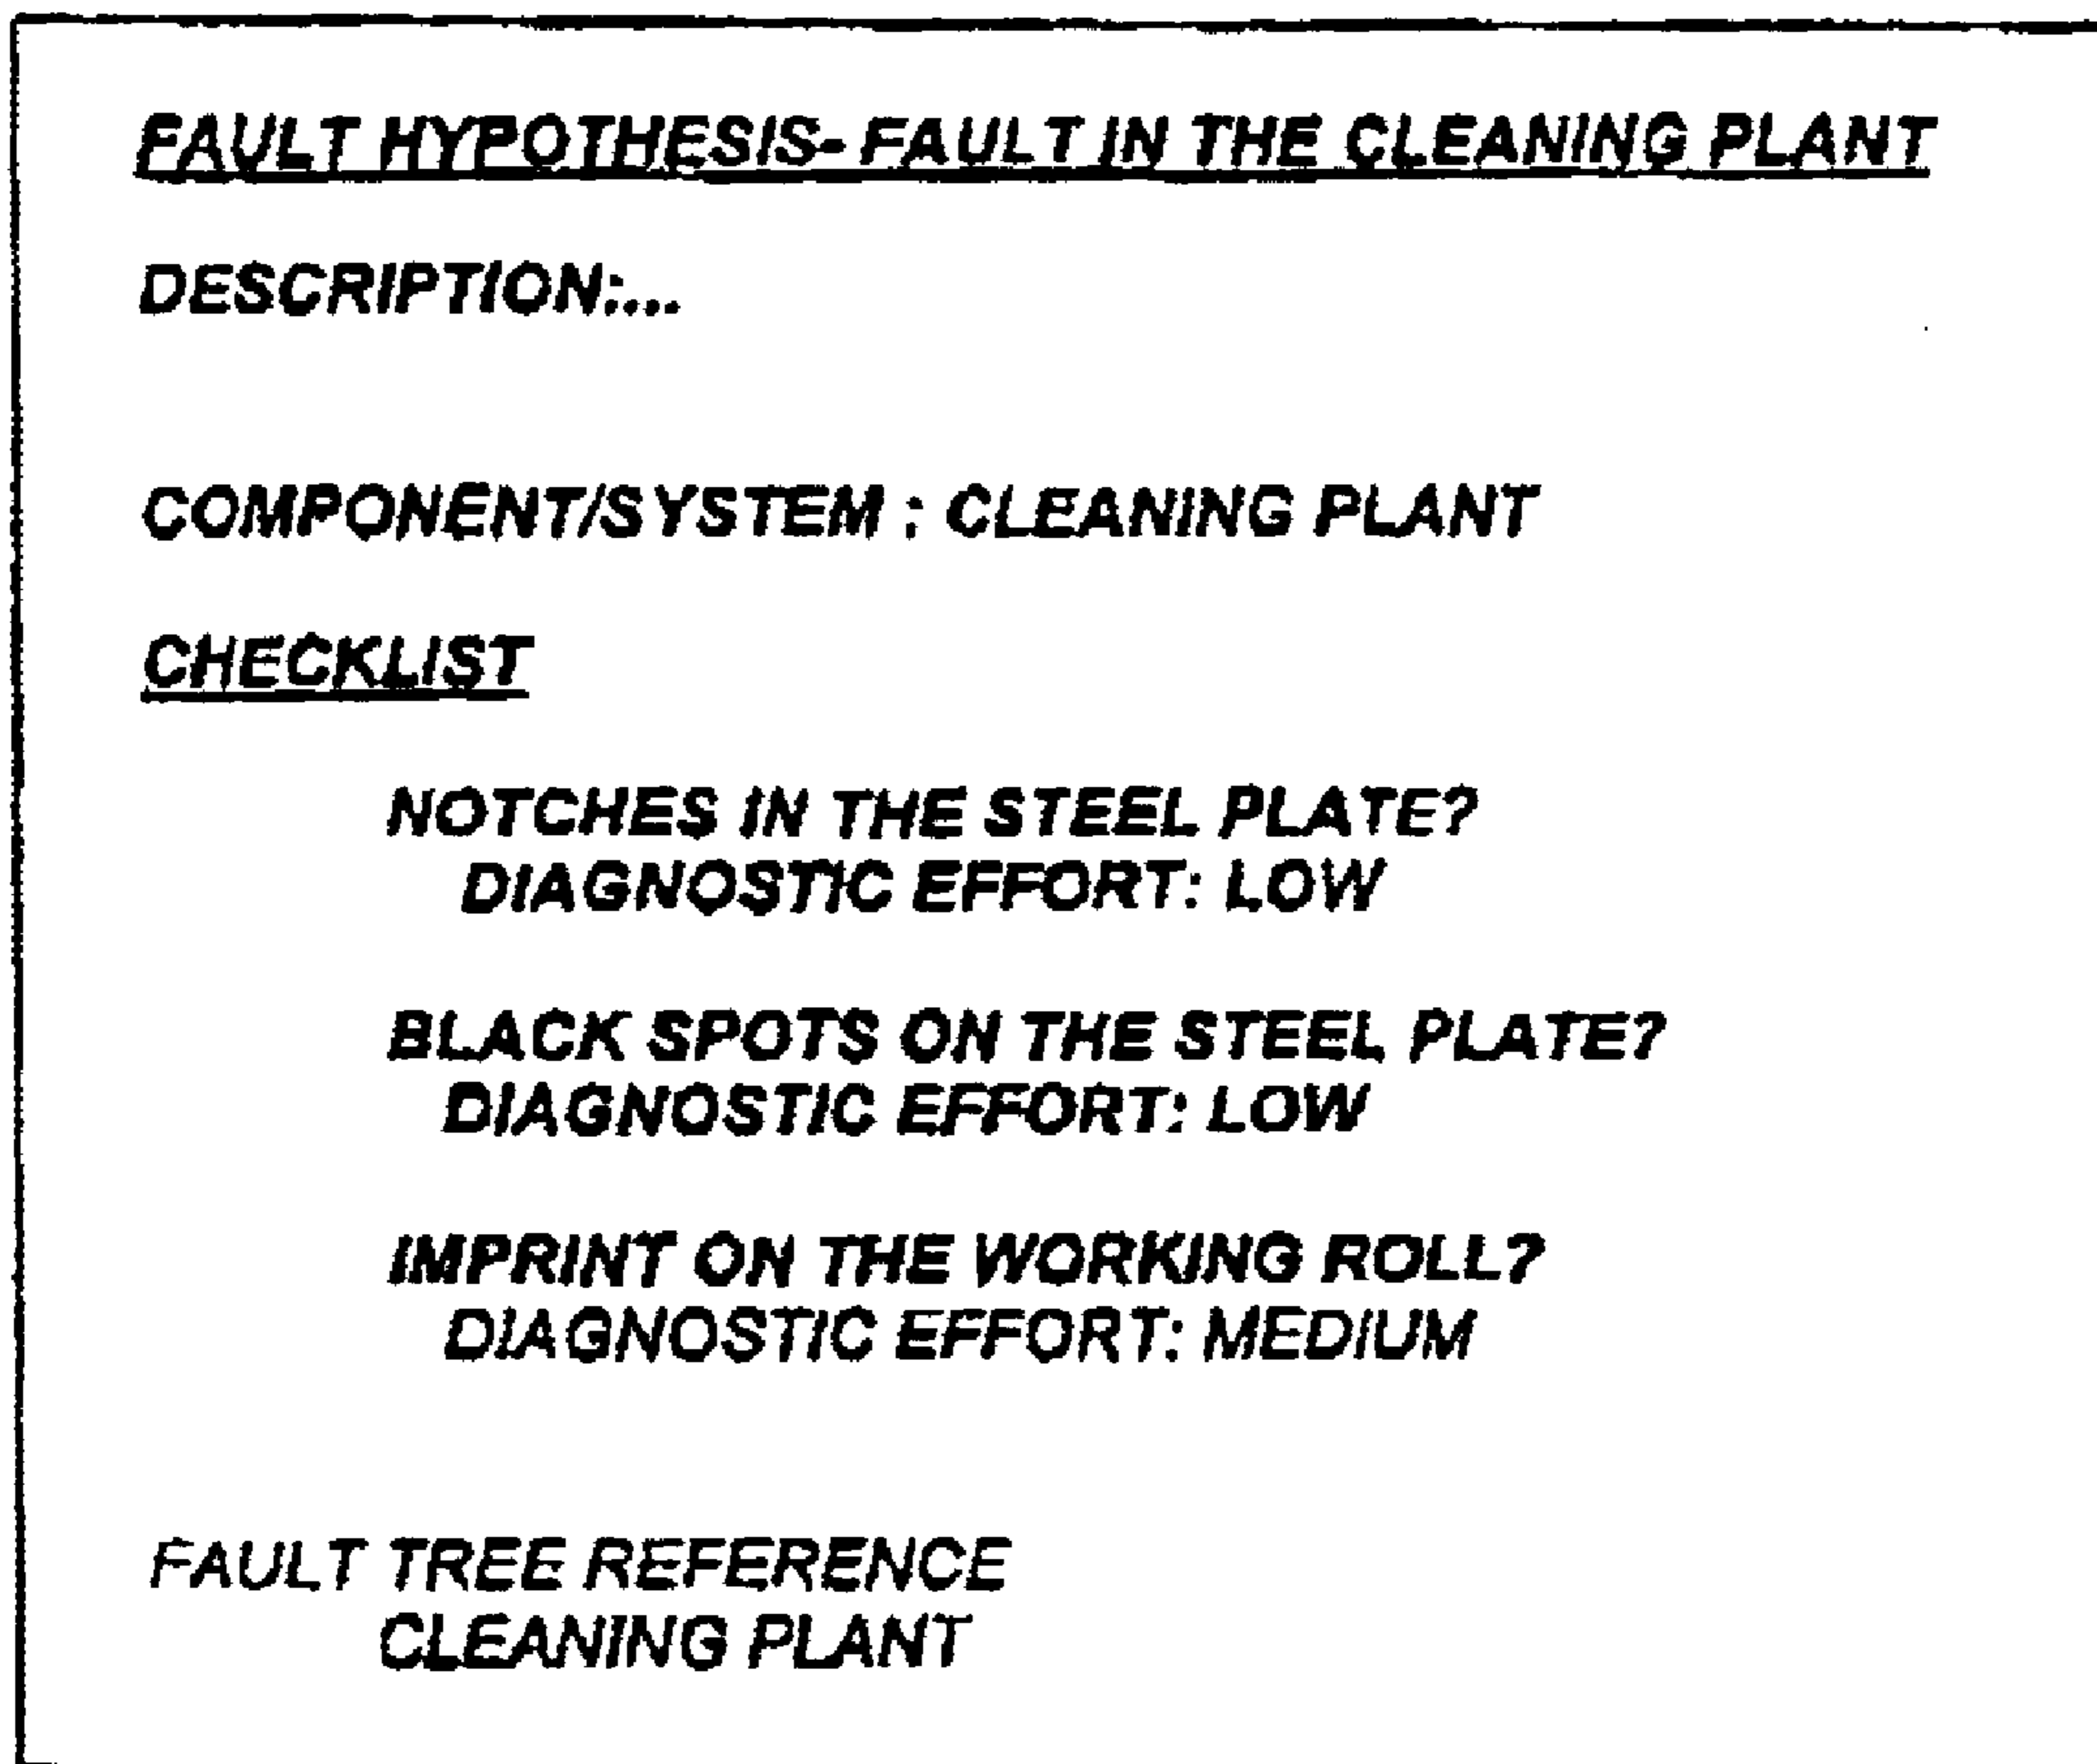 FAULT HYPOTHESIS- FAULT IN THE CLEANING PLANT
DESCRIPTION:...
COMPONENT/SYSTEM : CLEANING PLANT
CHECKLIST
NOTCHES IN THE STEEL PLATE?
DIAGNOSTIC EFFORT: LOW
BLACK SPOTS ON THE STEEL PLATE?
DIAGNOSTIC EFFORT: LOW
IMPRINT ON THE WORKING ROLL?
DIAGNOSTIC EFFORT: MEDIUM
FAULT TREE REFERENCE
CLEANING PLANT